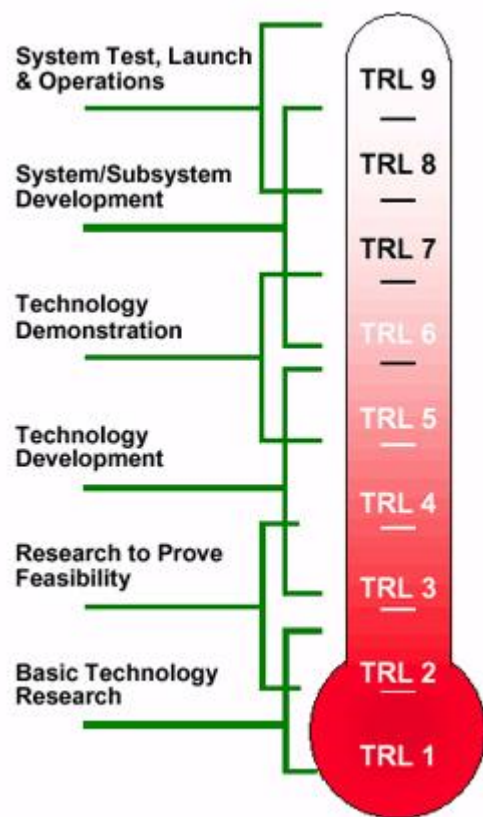 System Test, Launch
& Operations
System/Subsystem
Development
Technology
Demonstration
Technology
Development
Research to Prove
Feasibility
Basic Technology
Research
TRL 9
TRL 8
TRL 7
TRL 6
TRL 5
TRL 4
TRL 3
TRL 2
TRL 1